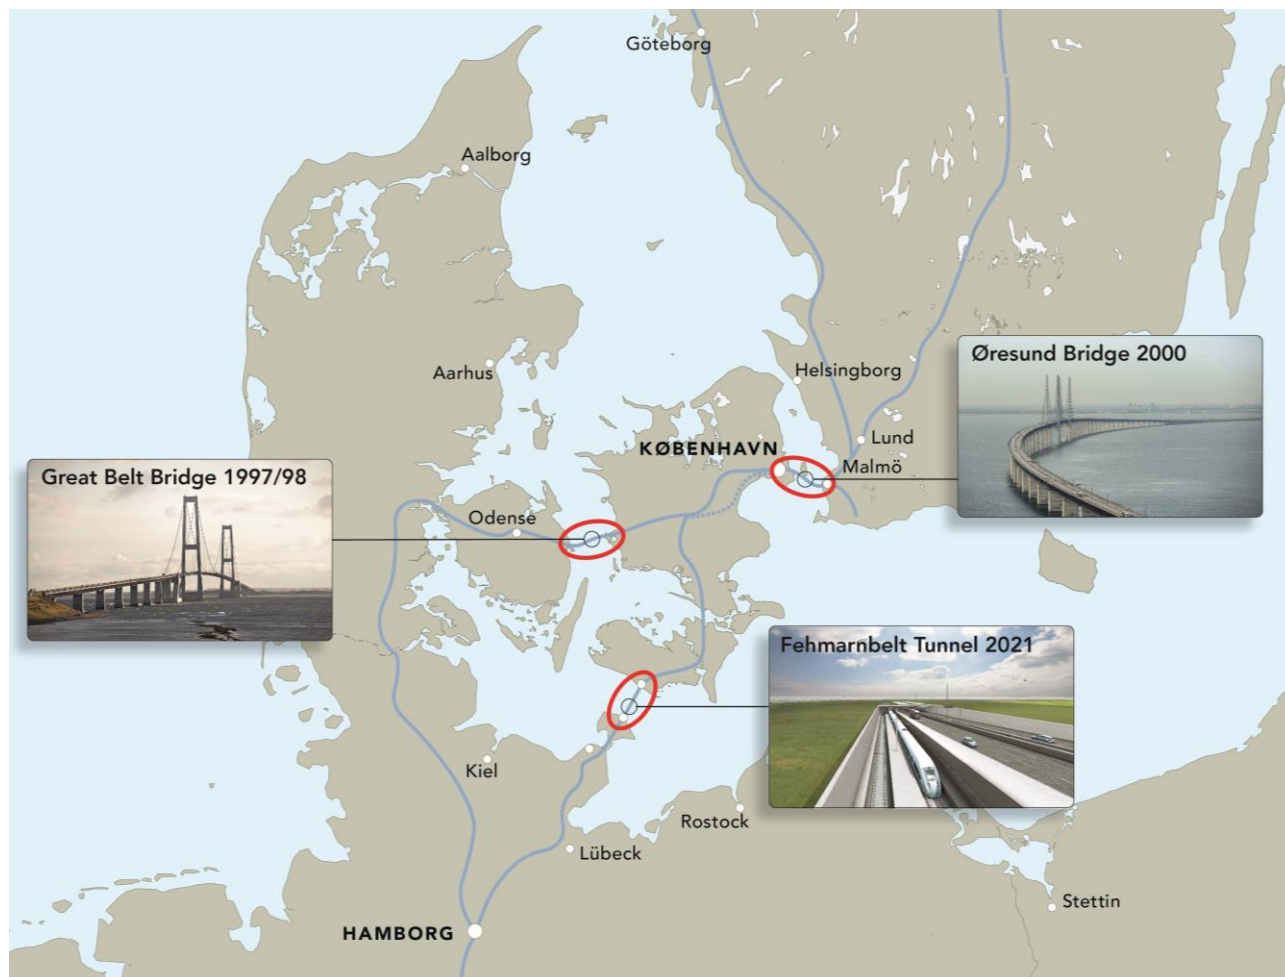 Göteborg
Aalborg
Øresund Bridge 2000
Aarhus
Helsingborg
KØBENHAVN
Lund
Malmö
Great Belt Bridge 1997/98
Odense
Fehmarnbelt Tunnel 2021
Kiel
Rostock
Lübeck
Stettin
HAMBORG